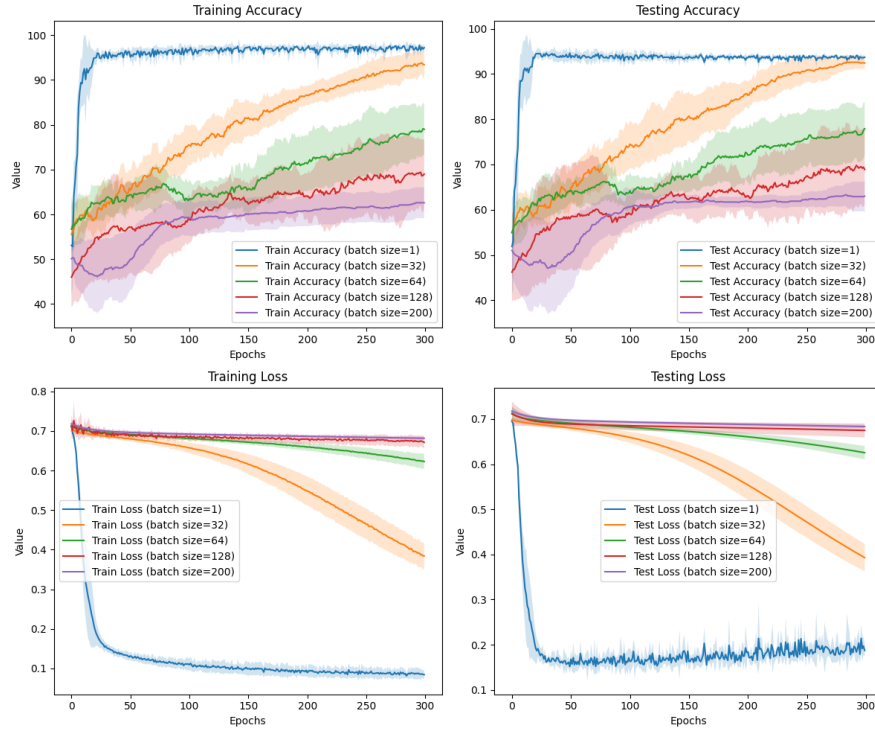 Training Accuracy
100
90
80
70
60
50
40
Value
0 50 100 150 200 250 300
Epochs
Train Accuracy (batch size=1)
Train Accuracy (batch size=32)
Train Accuracy (batch size=64)
Train Accuracy (batch size=128)
Train Accuracy (batch size=200)
Testing Accuracy
100
90
80
70
60
50
40
Value
0 50 100 150 200 250 300
Epochs
Test Accuracy (batch size=1)
Test Accuracy (batch size=32)
Test Accuracy (batch size=64)
Test Accuracy (batch size=128)
Test Accuracy (batch size=200)
Training Loss
0.8
0.7
0.6
0.5
0.4
0.3
0.2
0.1
Value
0 50 100 150 200 250 300
Epochs
Train Loss (batch size=1)
Train Loss (batch size=32)
Train Loss (batch size=64)
Train Loss (batch size=128)
Train Loss (batch size=200)
Testing Loss
0.7
0.6
0.5
0.4
0.3
0.2
0.1
Value
0 50 100 150 200 250 300
Epochs
Test Loss (batch size=1)
Test Loss (batch size=32)
Test Loss (batch size=64)
Test Loss (batch size=128)
Test Loss (batch size=200)